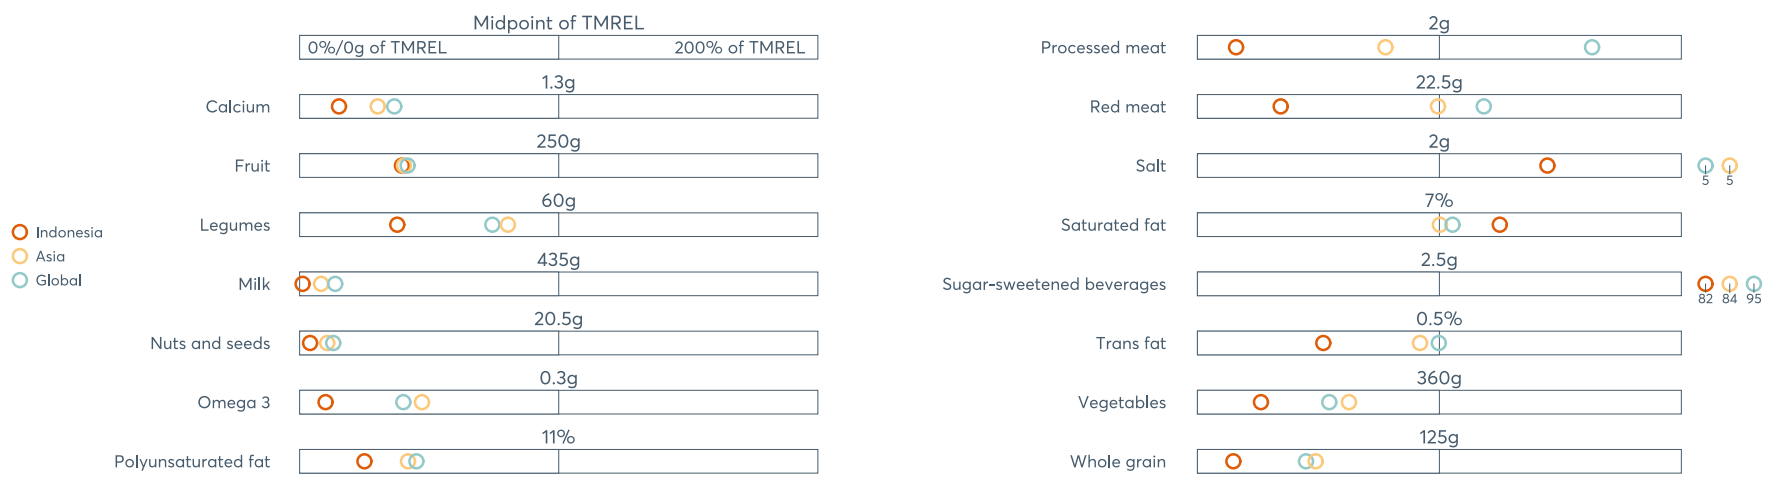 Midpoint of TMREL
0%/0g of TMREL 200% of TMREL
1.3g
Calcium
250g
Fruit
60g
Legumes
435g
Milk
20.5g
Nuts and seeds
0.3g
Omega 3
11%
Polyunsaturated fat
Indonesia
Asia
Global
2g
Processed meat
22.5g
Red meat
2g
Salt
5 5
7%
Saturated fat
2.5g
Sugar-sweetened beverages
82 84 95
0.5%
Trans fat
360g
Vegetables
125g
Whole grain